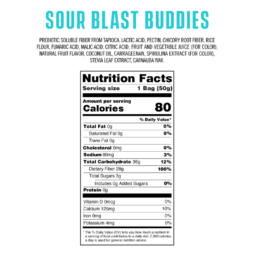 SOUR BLAST BUDDIES
PREBIOTIC SOLUBLE FIBER FROM TAPIOCA, LACTIC ACID, PECTIN, CHICORY ROOT FIBER, RICE
FLOUR, FUMARIC ACID, MALIC ACID, CITRIC ACID, FRUIT AND VEGETABLE JUICE (FOR COLOR),
NATURAL FRUIT FLAVOR, COCONUT OIL, CARRAGEENAN, SPIRULINA EXTRACT (FOR COLOR),
STEVIA LEAF EXTRACT, CARNAUBA WAX.
Nutrition Facts
Serving size 1 Bag (50g)
Amount per serving
Calories 80
% Daily Value*
Total Fat 0g 0%
Saturated Fat 0g 0%
Trans Fat 0g
Cholesterol 0mg 0%
Sodium 80mg 3%
Total Carbohydrate 36g 12%
Dietary Fiber 28g 100%
Total Sugars 3g
Includes 0g Added Sugars 0%
Protein 0g
Vitamin D 0mcg 0%
Calcium 126mg 10%
Iron 0mg 0%
Potassium 4mg 0%
* The % Daily Value (DV) tells you how much a nutrient in
a serving of food contributes to a daily diet. 2,000 calories
a day is used for general nutrition advice.